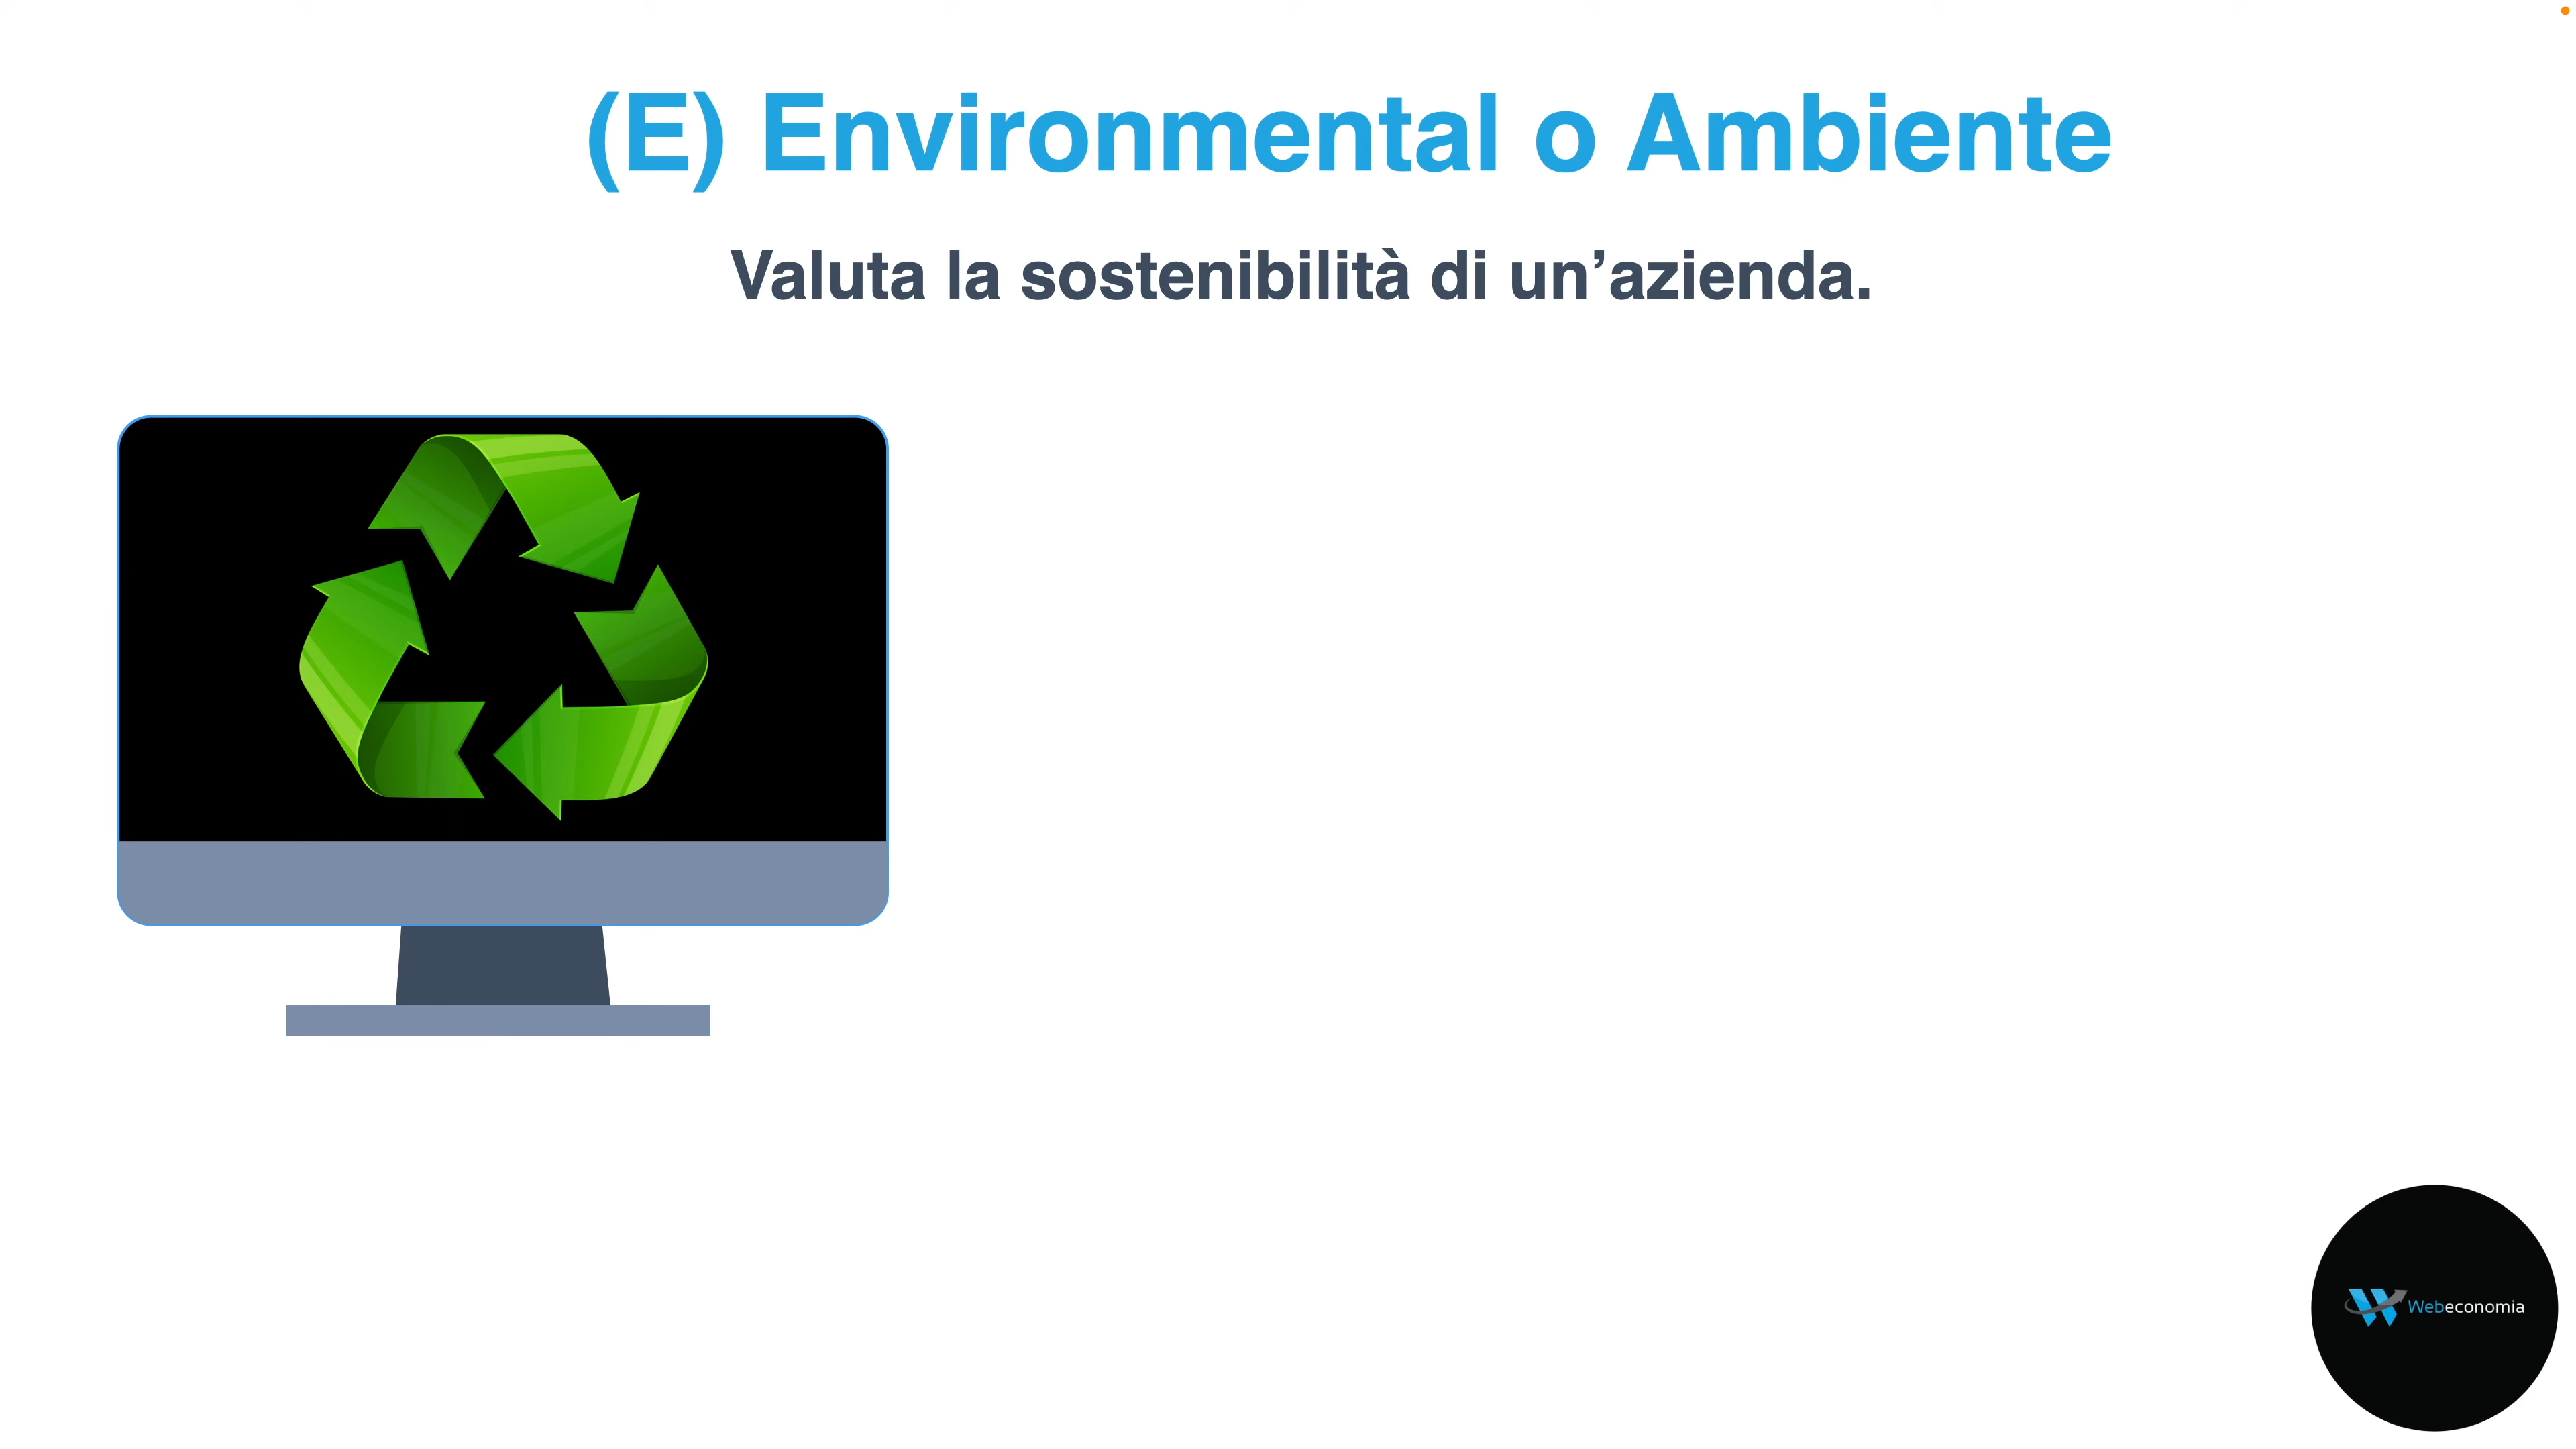 (E) Environmental o Ambiente
Valuta la sostenibilità di un’azienda.
Webeconomia